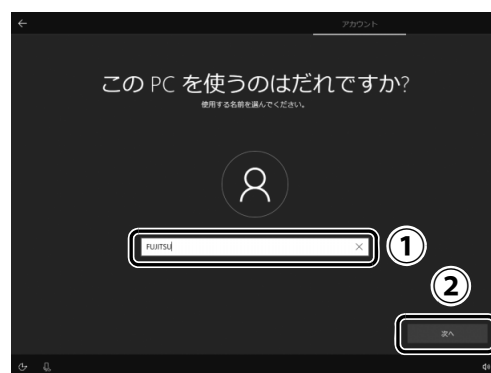 アカウント
この PC を使うのはだれですか?
使用する名前を選んでください。
FUJITSU
①
②
次へ